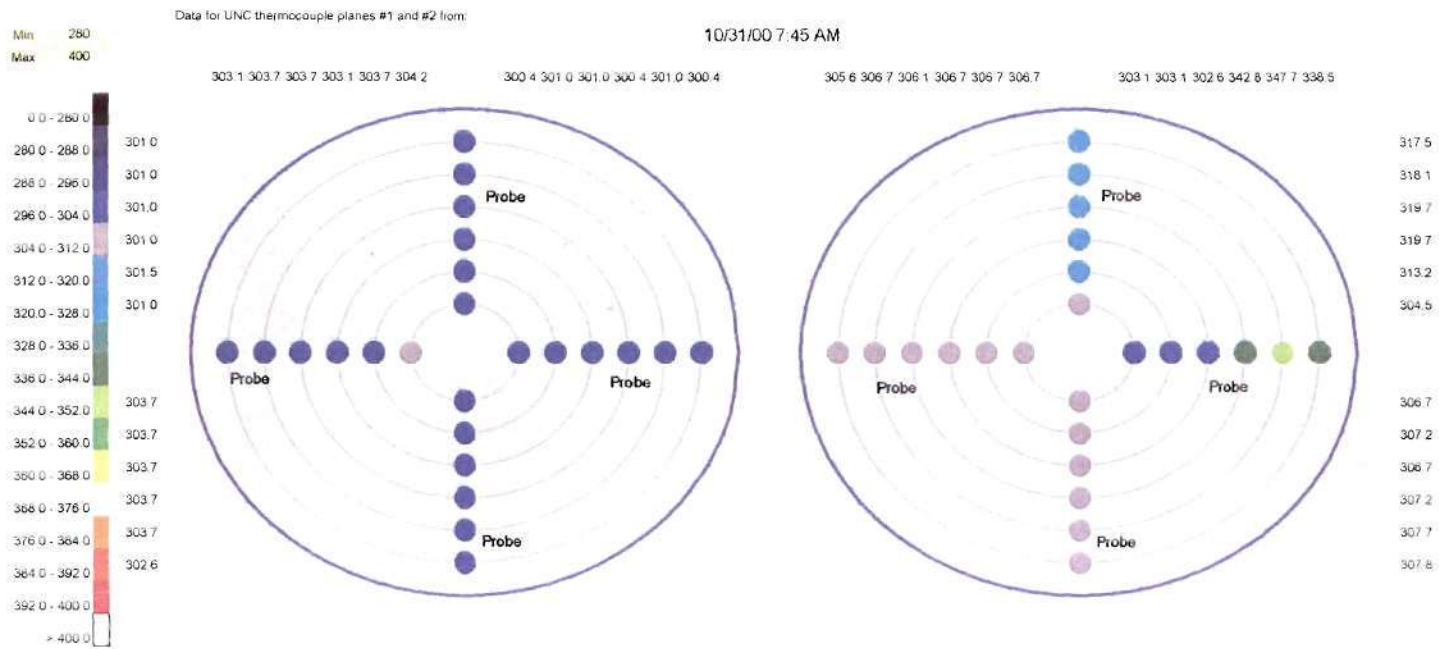 Data for UNC thermocouple planes #1 and #2 from:
10/31/00 7:45 AM
Min 280
Max 400
303.1 303.7 303.7 303.1 303.7 304.2
300.4 301.0 301.0 300.4 301.0 300.4
305.6 306.7 306.1 306.7 306.7 306.7
303.1 303.1 302.6 342.8 347.7 338.5
0.0 - 280.0
280.0 - 288.0
288.0 - 296.0
296.0 - 304.0
304.0 - 312.0
312.0 - 320.0
320.0 - 328.0
328.0 - 336.0
336.0 - 344.0
344.0 - 352.0
352.0 - 360.0
360.0 - 368.0
368.0 - 376.0
376.0 - 384.0
384.0 - 392.0
392.0 - 400.0
> 400.0
301.0
301.0
301.0
301.0
301.5
301.0
303.7
303.7
303.7
303.7
303.7
302.6
Probe
Probe
Probe
Probe
Probe
Probe
Probe
Probe
317.5
318.1
319.7
319.7
313.2
304.5
306.7
307.2
306.7
307.2
307.7
307.8